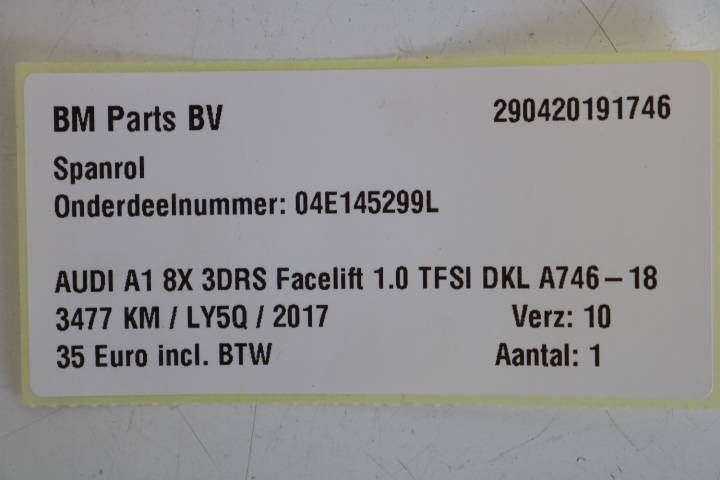 BM Parts BV 290420191746
Spanrol
Onderdeelnummer: 04E145299L
AUDI A1 8X 3DRS Facelift 1.0 TFSI DKL A746-18
3477 KM / LY5Q / 2017 Verz: 10
35 Euro incl. BTW Aantal: 1